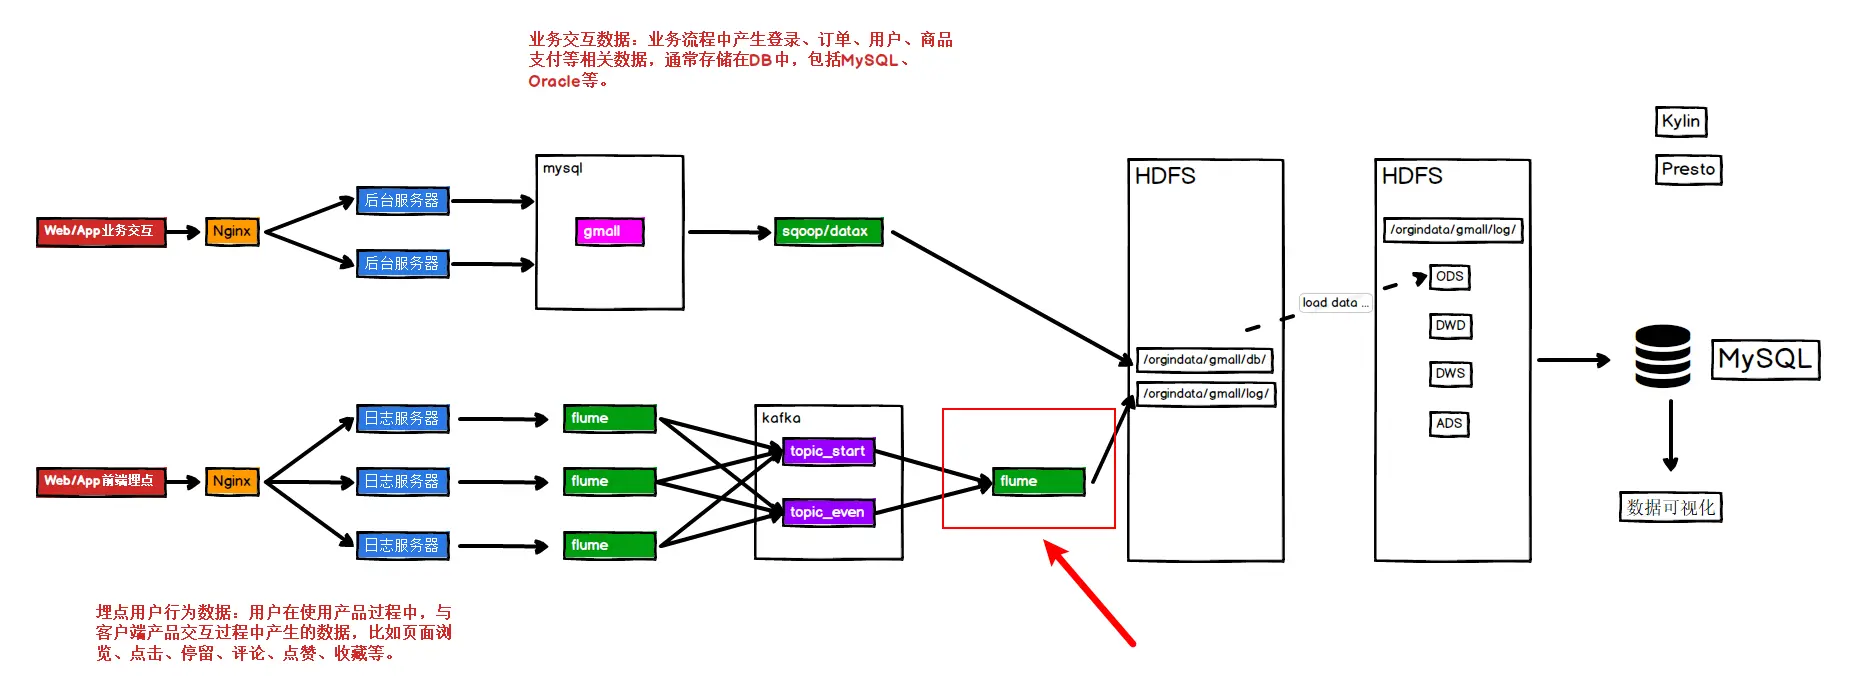 业务交互数据：业务流程中产生登录、订单、用户、商品
支付等相关数据，通常存储在DB中，包括MySQL、
Oracle等。
Kylin
Presto
mysql
HDFS
HDFS
后台服务器
Web/App业务交互
Nginx
gmall
sqoop/datax
/orgindata/gmall/log/
后台服务器
ODS
load data ...
DWD
/orgindata/gmall/db/
MySQL
DWS
/orgindata/gmall/log/
日志服务器
flume
kafka
ADS
topic_start
Web/App前端埋点
Nginx
日志服务器
flume
flume
topic_even
数据可视化
日志服务器
flume
埋点用户行为数据：用户在使用产品过程中，与
客户端产品交互过程中产生的数据，比如页面浏
览、点击、停留、评论、点赞、收藏等。